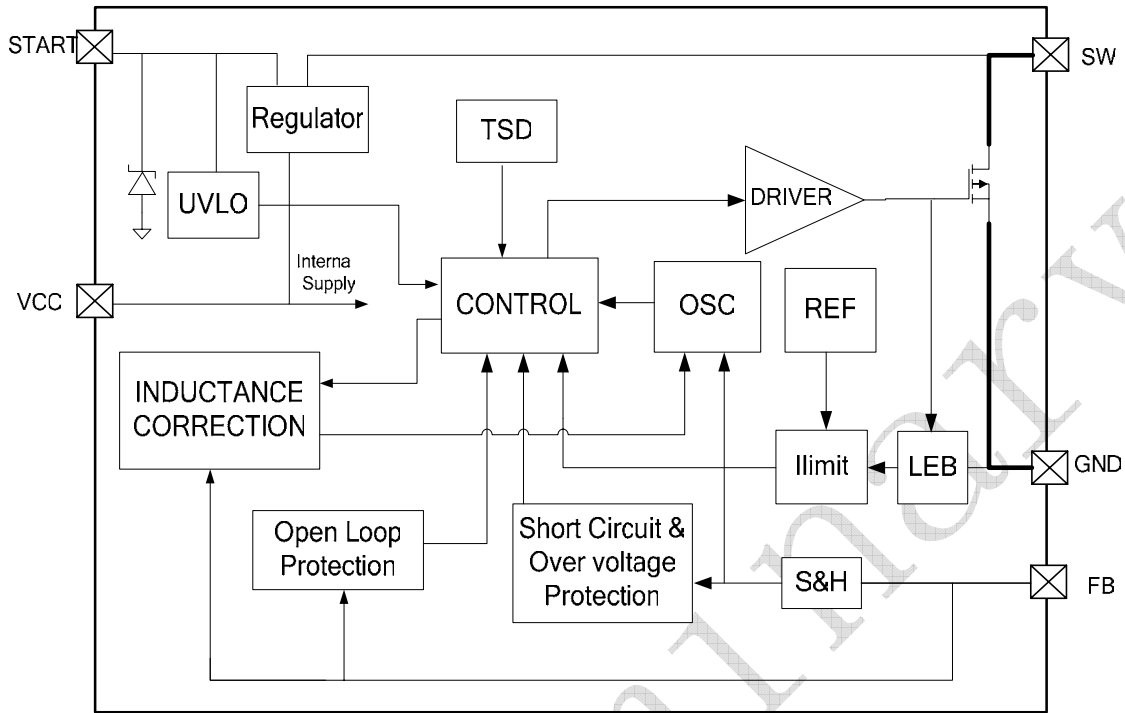 START
SW
Regulator
TSD
DRIVER
UVLO
Interna
Supply
VCC
CONTROL
OSC
REF
INDUCTANCE
CORRECTION
Ilimit
LEB
GND
Open Loop
Protection
Short Circuit &
Over voltage
Protection
S&H
FB